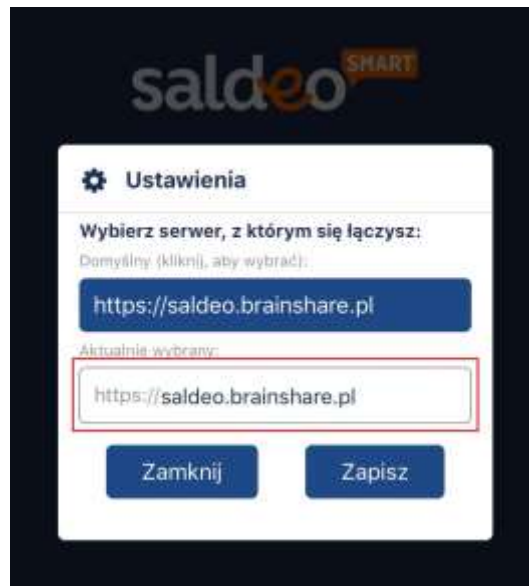 saldeo SMART
Ustawienia
Wybierz serwer, z którym się łączysz:
Domyślny (kliknij, aby wybrać):
https://saldeo.brainshare.pl
Aktualnie wybrany:
https://saldeo.brainshare.pl
Zamknij Zapisz